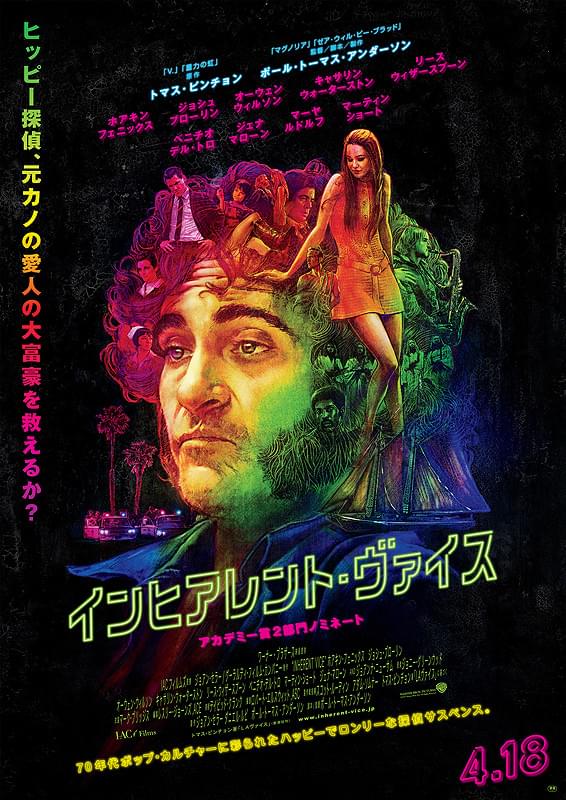 ヒッピー探偵、元カノの愛人の大富豪を救えるか?
「V.」「重力の虹」
原作
トマス・ピンチョン
「マグノリア」「ゼア・ウィル・ビー・ブラッド」
監督/脚本/製作
ポール・トーマス・アンダーソン
ホアキン
フェニックス
ジョシュ
ブローリン
オーウェン
ウィルソン
キャサリン
ウォーターストン
リース
ウィザースプーン
ベニチオ
デル・トロ
ジェナ
マローン
マーヤ
ルドルフ
マーティン
ショート
インヒアレント・ヴァイス
アカデミー賞2部門ノミネート
"INHERENT VICE"
www.inherent-vice.jp
IAC Films
70年代ポップ・カルチャーに彩られたハッピーでロンリーな探偵サスペンス。
4.18